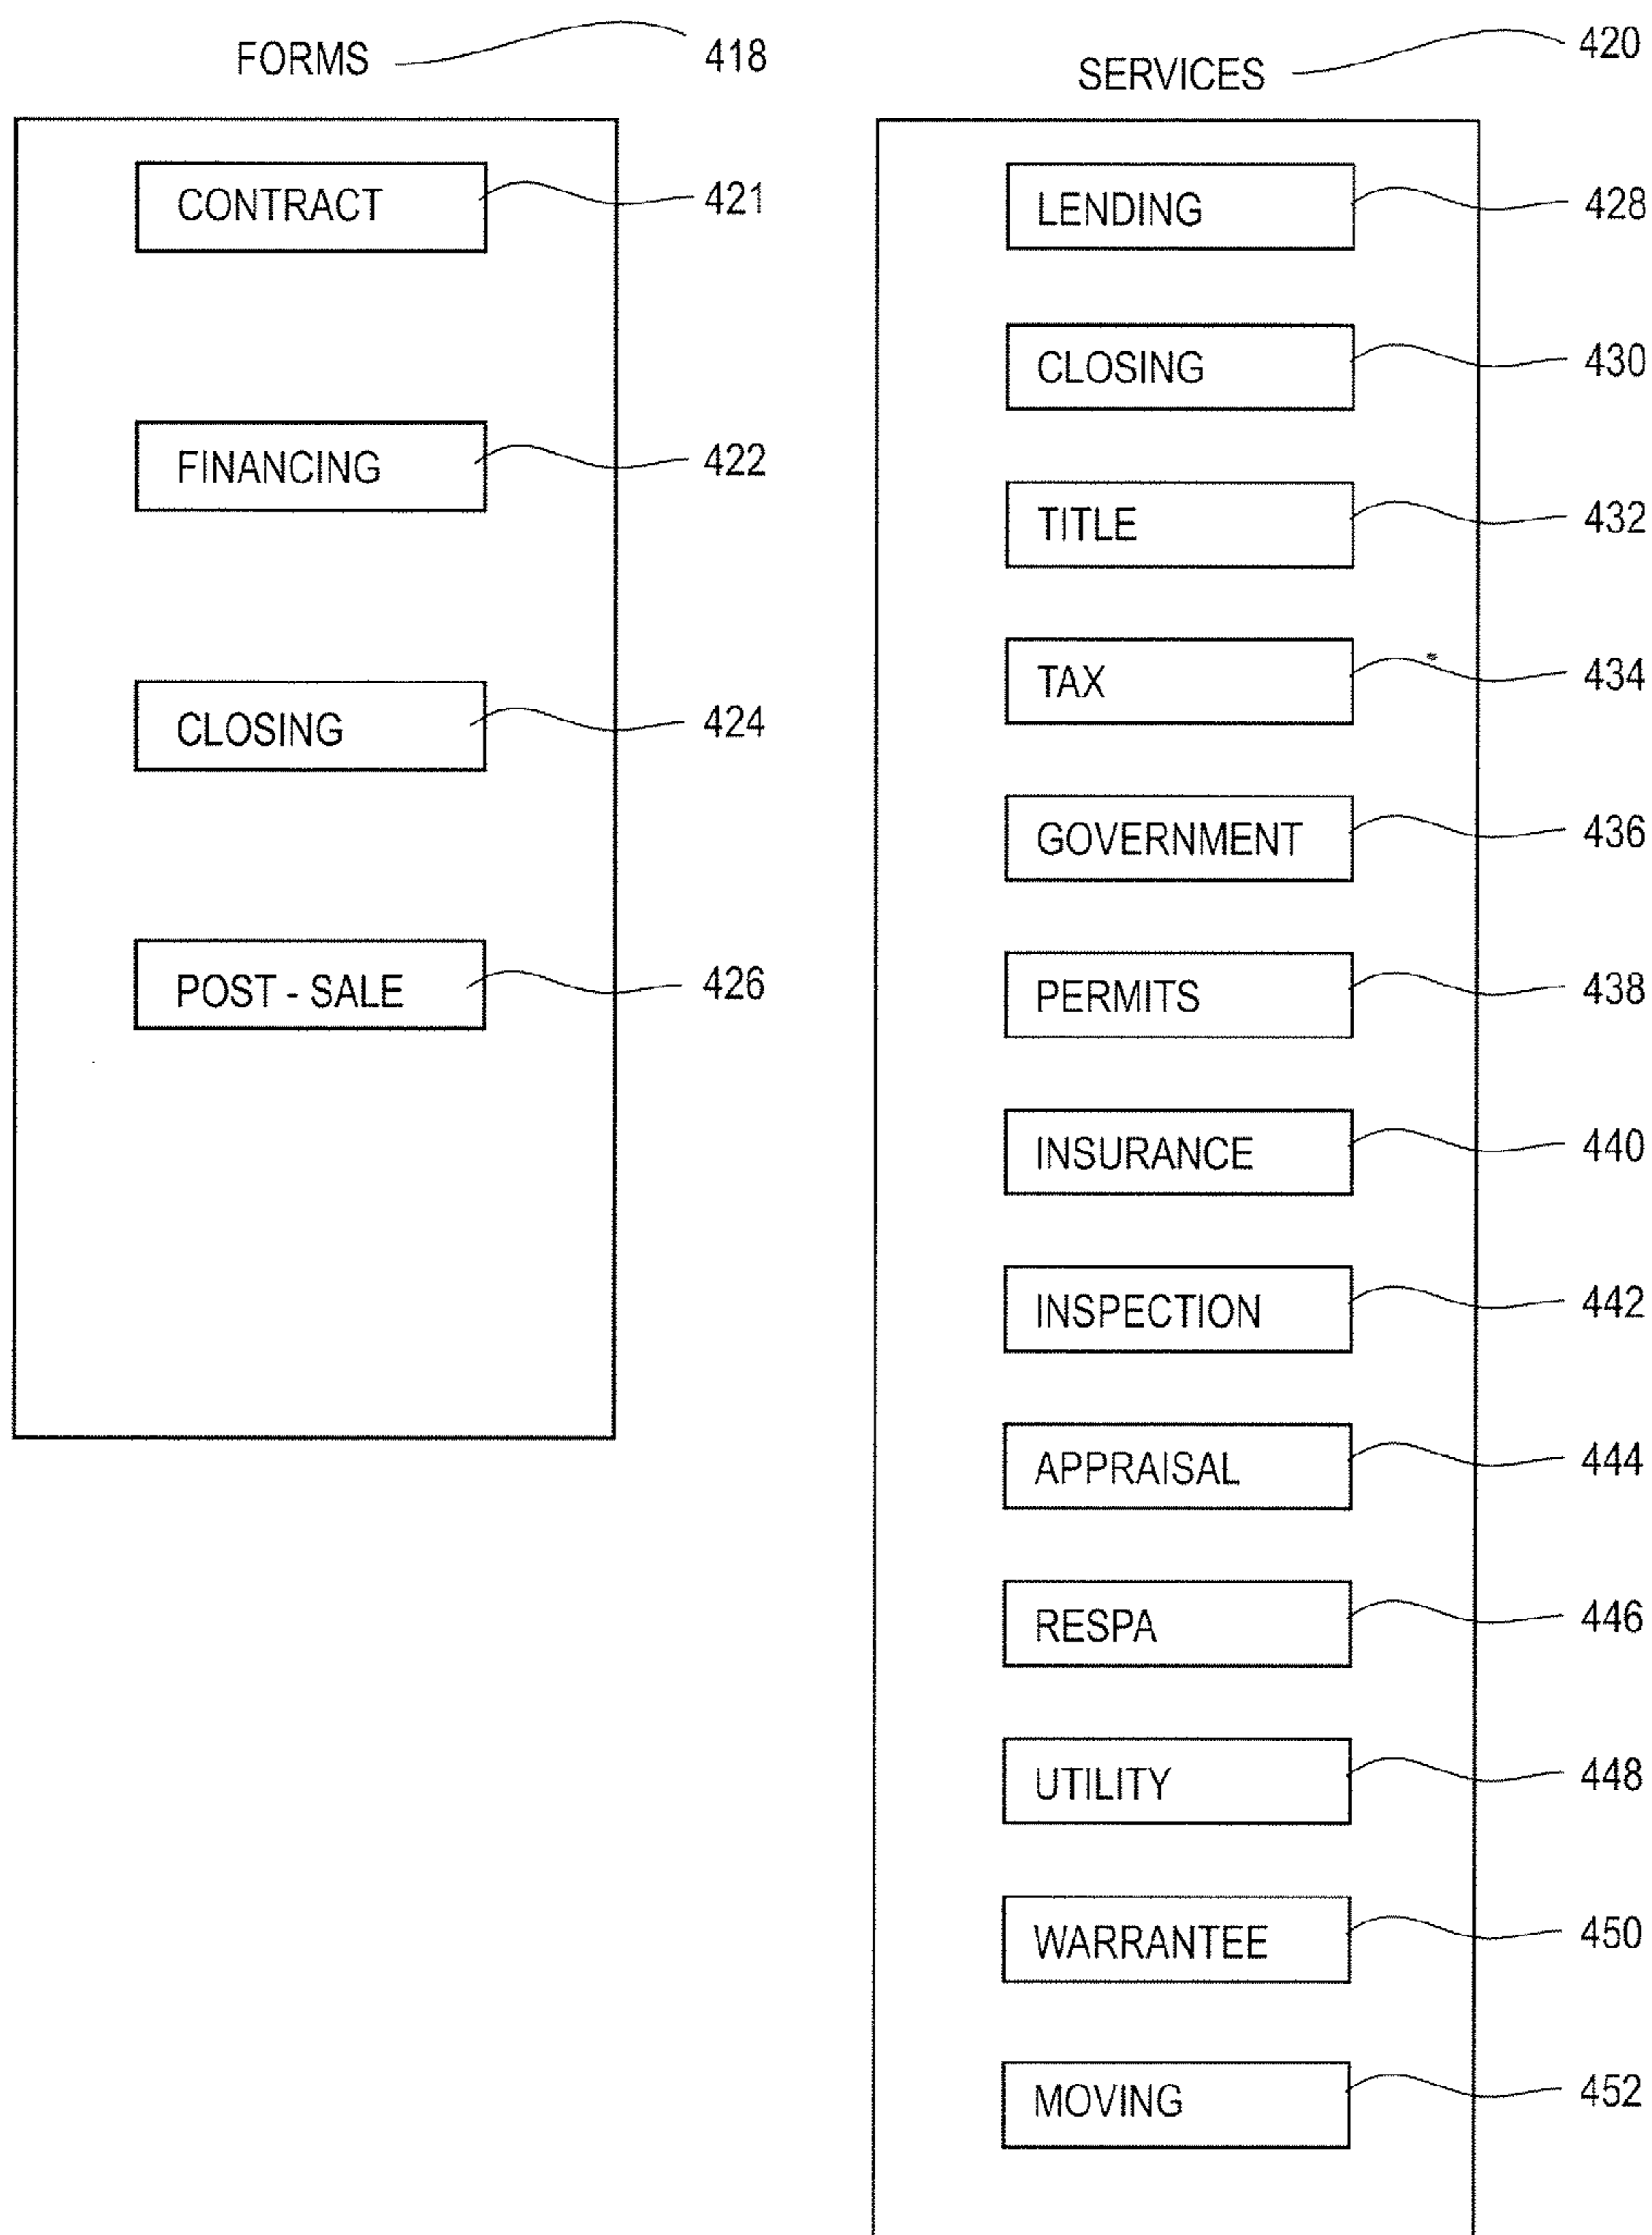 FORMS 418
CONTRACT 421
FINANCING 422
CLOSING 424
POST - SALE 426
SERVICES 420
LENDING 428
CLOSING 430
TITLE 432
TAX 434
GOVERNMENT 436
PERMITS 438
INSURANCE 440
INSPECTION 442
APPRAISAL 444
RESPA 446
UTILITY 448
WARRANTEE 450
MOVING 452